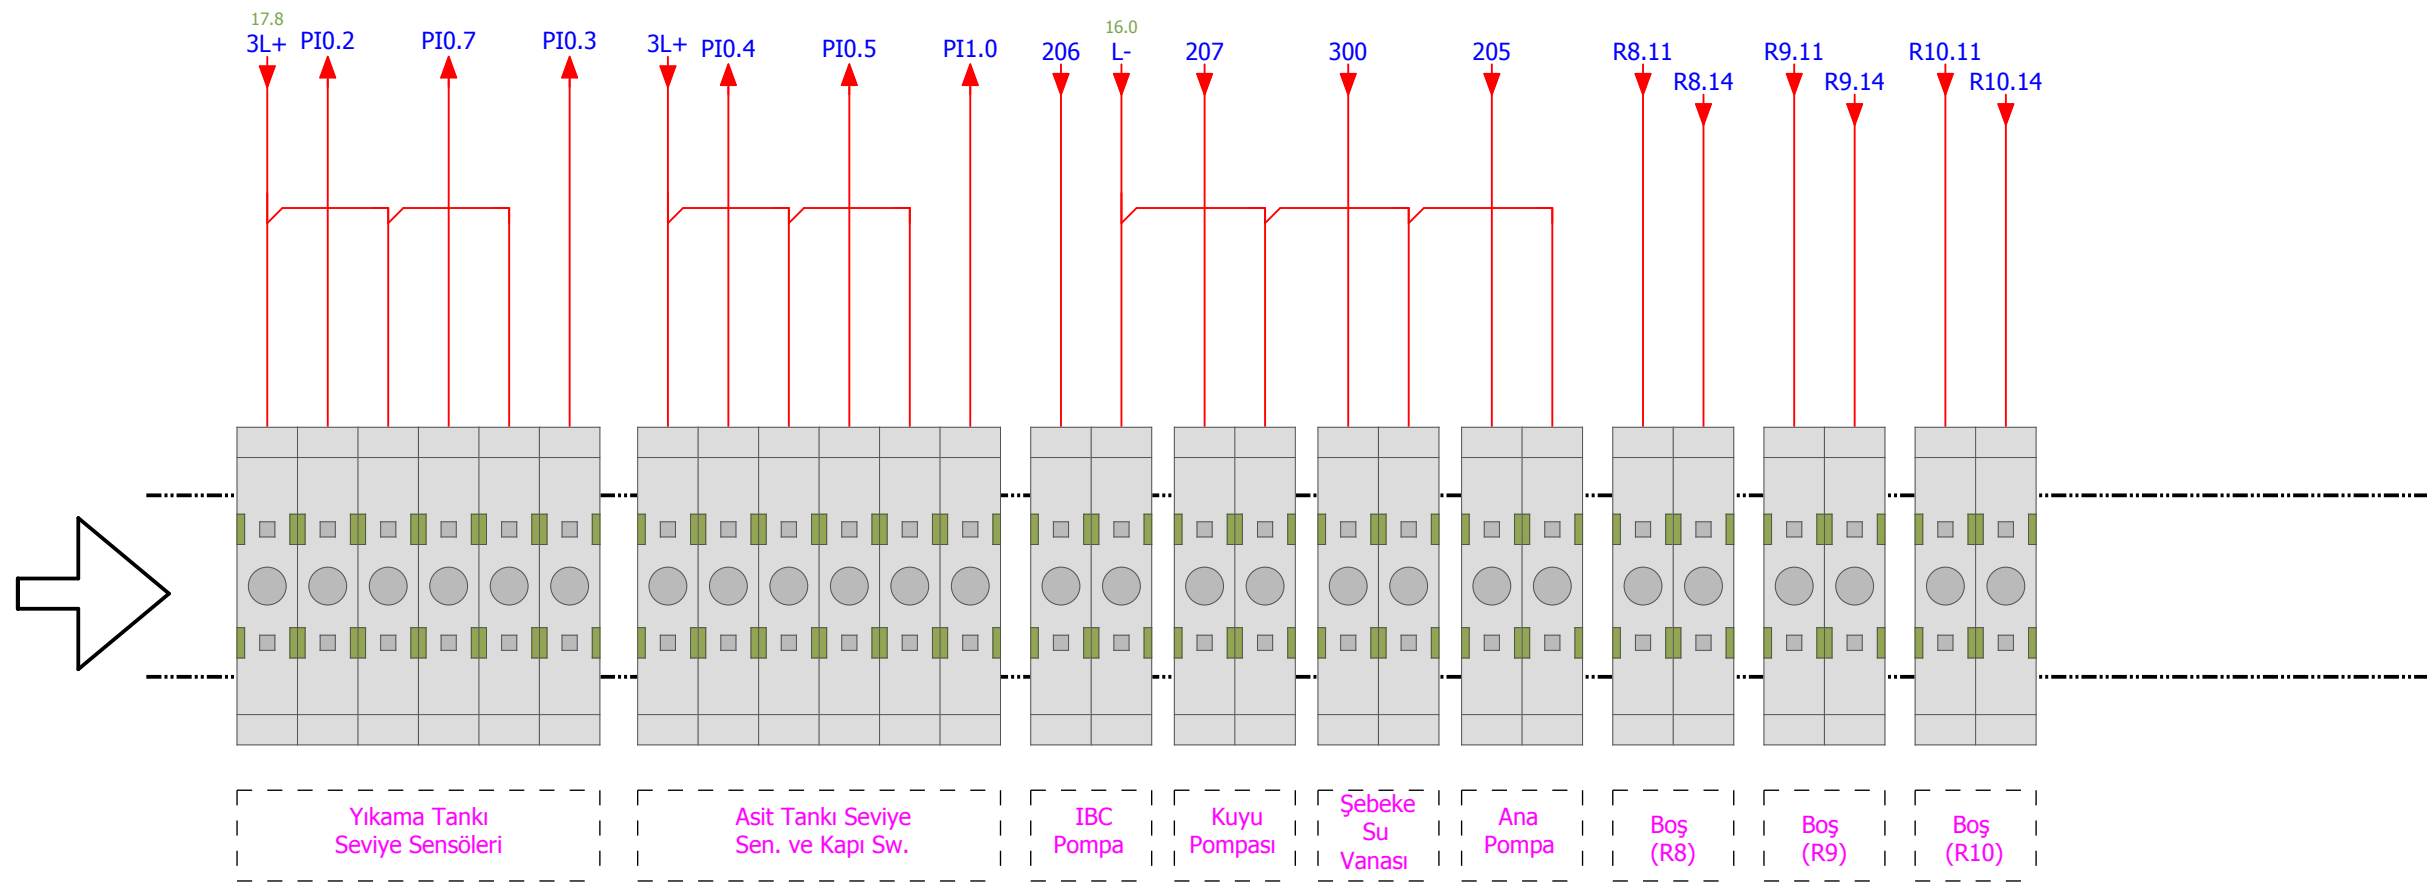 17.8
3L+ PI0.2 PI0.7 PI0.3
3L+ PI0.4 PI0.5 PI1.0
16.0
206 L- 207 300 205
R8.11 R9.11 R10.11
R8.14 R9.14 R10.14
Yıkama Tankı
Seviye Sensöleri
Asit Tankı Seviye
Sen. ve Kapı Sw.
IBC
Pompa
Kuyu
Pompası
Şebeke
Su
Vanası
Ana
Pompa
Boş
(R8)
Boş
(R9)
Boş
(R10)